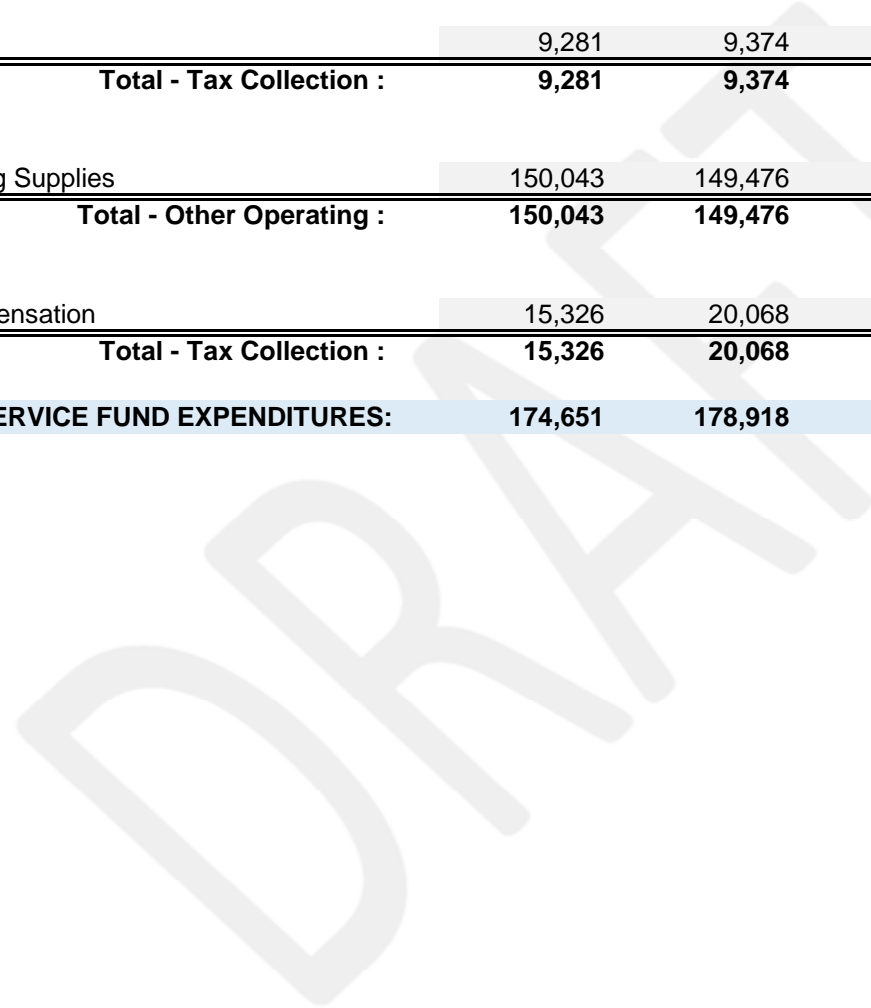 9,281 9,374
Total - Tax Collection : 9,281 9,374
g Supplies 150,043 149,476
Total - Other Operating : 150,043 149,476
ensation 15,326 20,068
Total - Tax Collection : 15,326 20,068
ERVICE FUND EXPENDITURES: 174,651 178,918
DRAFT